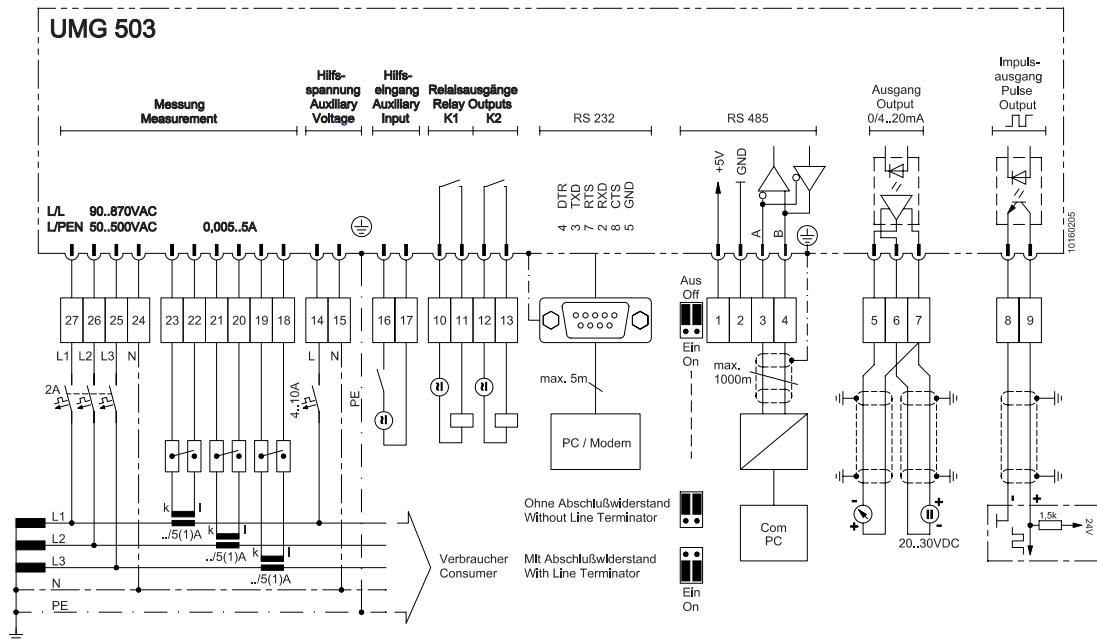 UMG 503
Messung
Measurement
Hilfs-
spannung
Auxiliary
Voltage
Hilfs-
eingang
Auxiliary
Input
Relaisausgänge
Relay Outputs
K1 K2
RS 232
RS 485
Ausgang
Output
0/4..20mA
Impuls-
ausgang
Pulse
Output
L/L 90..870VAC
L/PEN 50..500VAC
0,005..5A
4 DTR
3 TXD
7 RTS
2 RXD
8 CTS
5 GND
+5V
GND
A
B
10160205
27 26 25 24
23 22 21 20 19 18
14 15
16 17
10 11 12 13
Aus
Off
Ein
On
1 2 3 4
5 6 7
8 9
L1 L2 L3 N
L N
2A
4..10A
PE
max. 5m
PC / Modem
max.
1000m
Com
PC
Ohne Abschlußwiderstand
Without Line Terminator
Mit Abschlußwiderstand
With Line Terminator
Ein
On
L1
L2
L3
N
PE
k l
../5(1)A
k l
../5(1)A
k l
../5(1)A
Verbraucher
Consumer
-
+
+
-
20..30VDC
- +
1,5k
24V